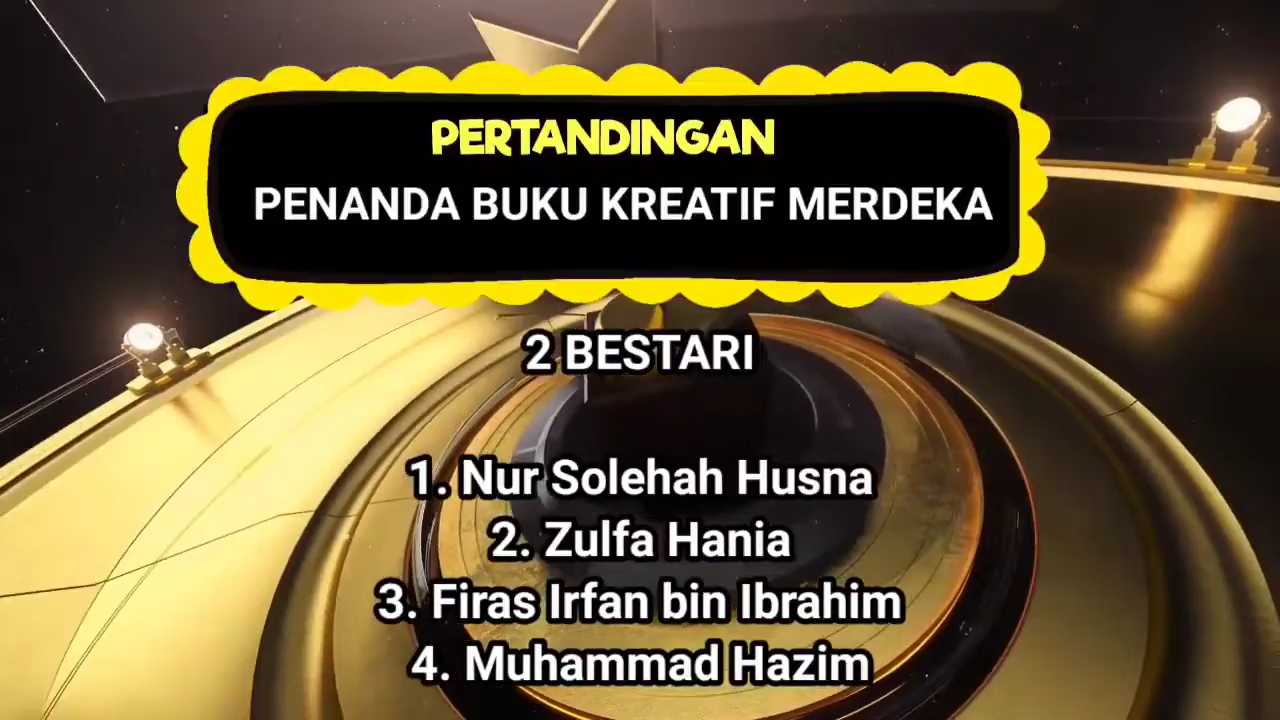 PERTANDINGAN
PENANDA BUKU KREATIF MERDEKA
2 BESTARI
1. Nur Solehah Husna
2. Zulfa Hania
3. Firas Irfan bin Ibrahim
4. Muhammad Hazim